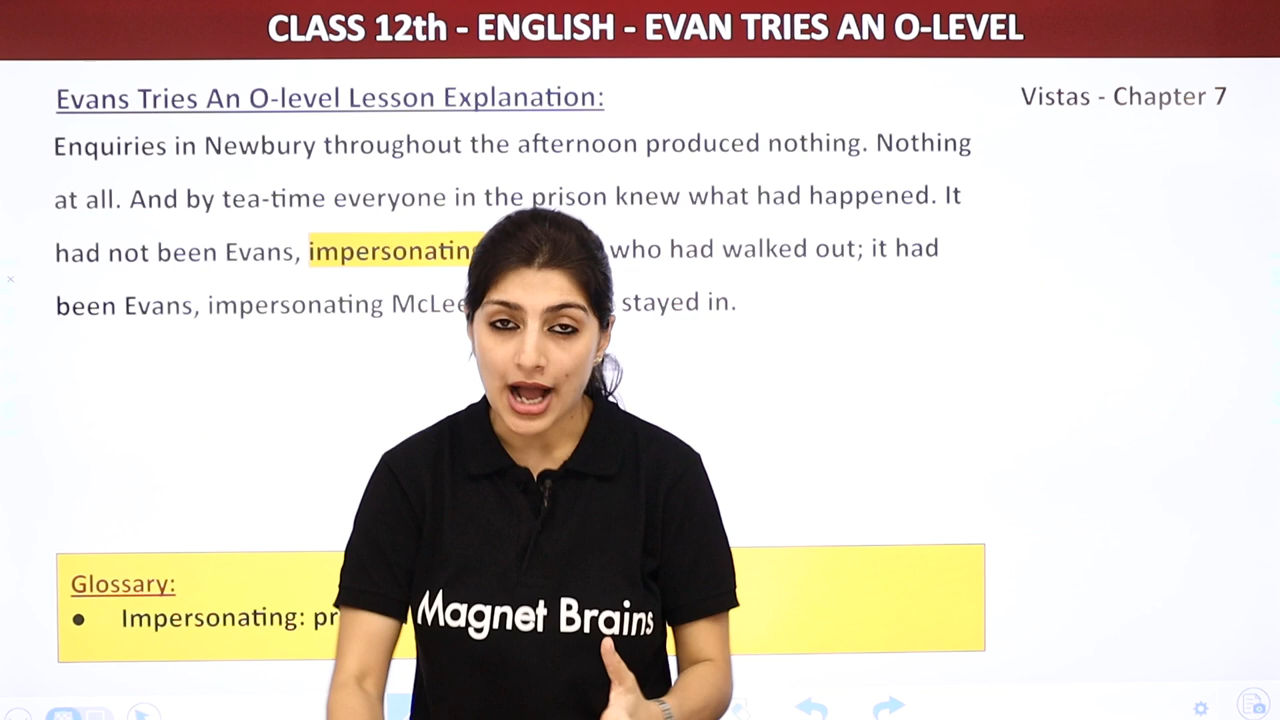 CLASS 12th - ENGLISH - EVAN TRIES AN O-LEVEL
Evans Tries An O-level Lesson Explanation:
Vistas - Chapter 7
Enquiries in Newbury throughout the afternoon produced nothing. Nothing
at all. And by tea-time everyone in the prison knew what had happened. It
had not been Evans, impersonating who had walked out; it had
been Evans, impersonating stayed in.
Glossary:
● Impersonating:
Magnet Brains